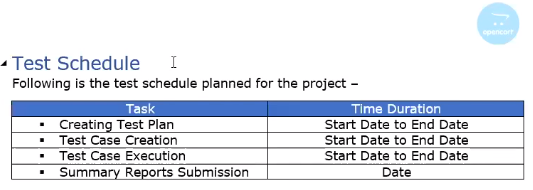 opencart
Test Schedule
Following is the test schedule planned for the project –
Task Time Duration
▪ Creating Test Plan Start Date to End Date
▪ Test Case Creation Start Date to End Date
▪ Test Case Execution Start Date to End Date
▪ Summary Reports Submission Date